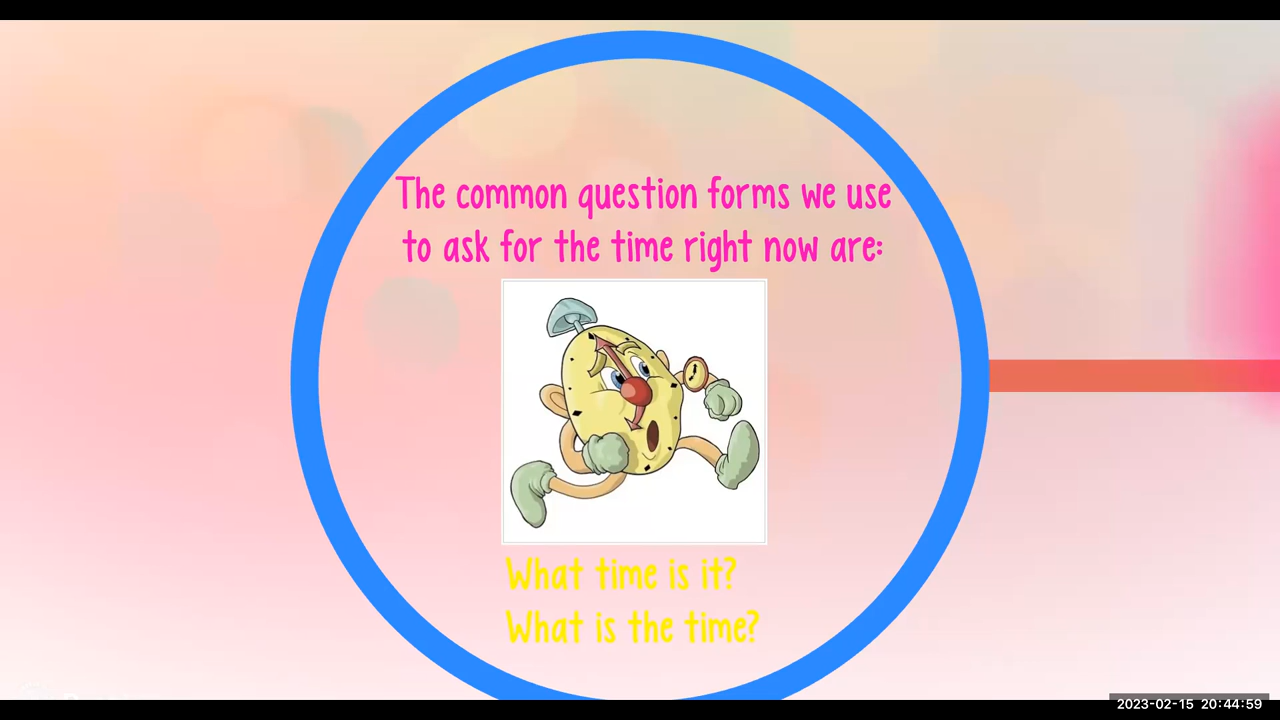 The common question forms we use
to ask for the time right now are:
What time is it?
What is the time?
2023-02-15 20:44:59